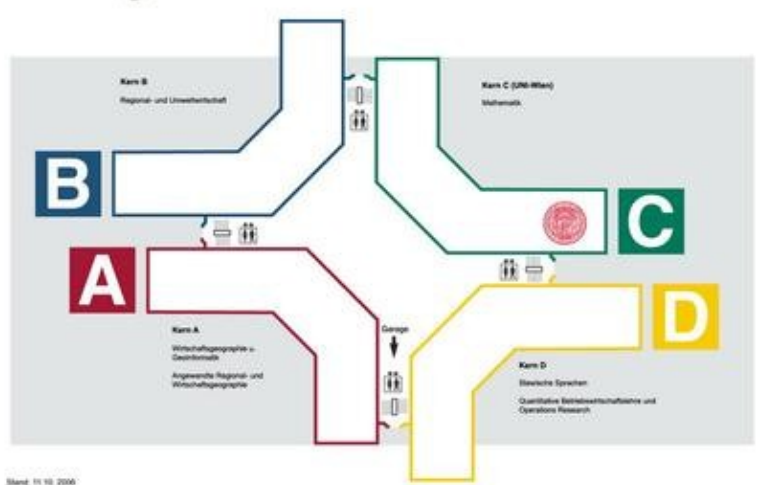 Kern B
Regional- und Umweltwirtschaft
Kern C (UNI-Wien)
Mathematik
B
C
A
D
Garage
Kern A
Wirtschaftsgeographie u.
Geoinformatik
Angewandte Regional- und
Wirtschaftsgeographie
Kern D
Slawische Sprachen
Quantitative Betriebswirtschaftslehre und
Operations Research
Stand: 11.10. 2006